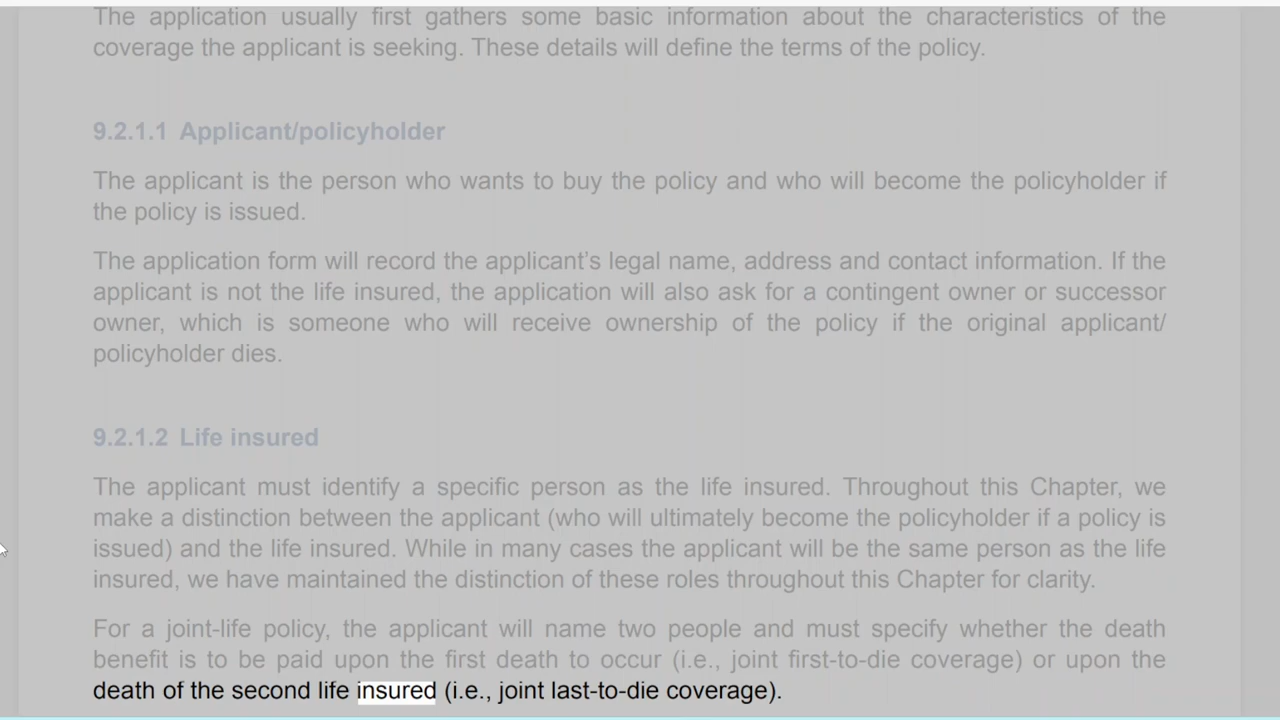 The application usually first gathers some basic information about the characteristics of the
coverage the applicant is seeking. These details will define the terms of the policy.
9.2.1.1 Applicant/policyholder
The applicant is the person who wants to buy the policy and who will become the policyholder if
the policy is issued.
The application form will record the applicant’s legal name, address and contact information. If the
applicant is not the life insured, the application will also ask for a contingent owner or successor
owner, which is someone who will receive ownership of the policy if the original applicant/
policyholder dies.
9.2.1.2 Life insured
The applicant must identify a specific person as the life insured. Throughout this Chapter, we
make a distinction between the applicant (who will ultimately become the policyholder if a policy is
issued) and the life insured. While in many cases the applicant will be the same person as the life
insured, we have maintained the distinction of these roles throughout this Chapter for clarity.
For a joint-life policy, the applicant will name two people and must specify whether the death
benefit is to be paid upon the first death to occur (i.e., joint first-to-die coverage) or upon the
death of the second life insured (i.e., joint last-to-die coverage).